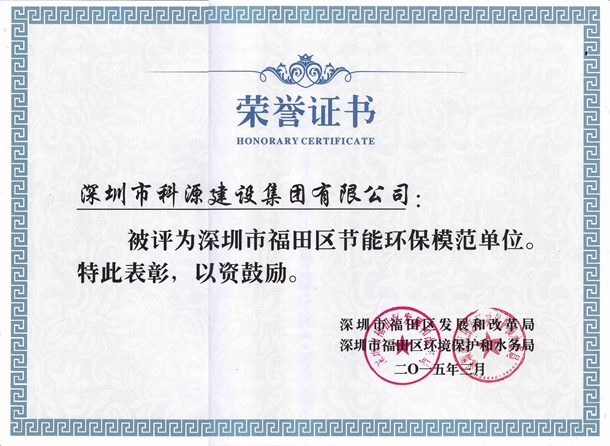 荣誉证书
HONORARY CERTIFICATE
深圳市科源建设集团有限公司：
被评为深圳市福田区节能环保模范单位。
特此表彰，以资鼓励。
深圳市福田区发展和改革局
深圳市福田区环境保护和水务局
二〇一五年三月